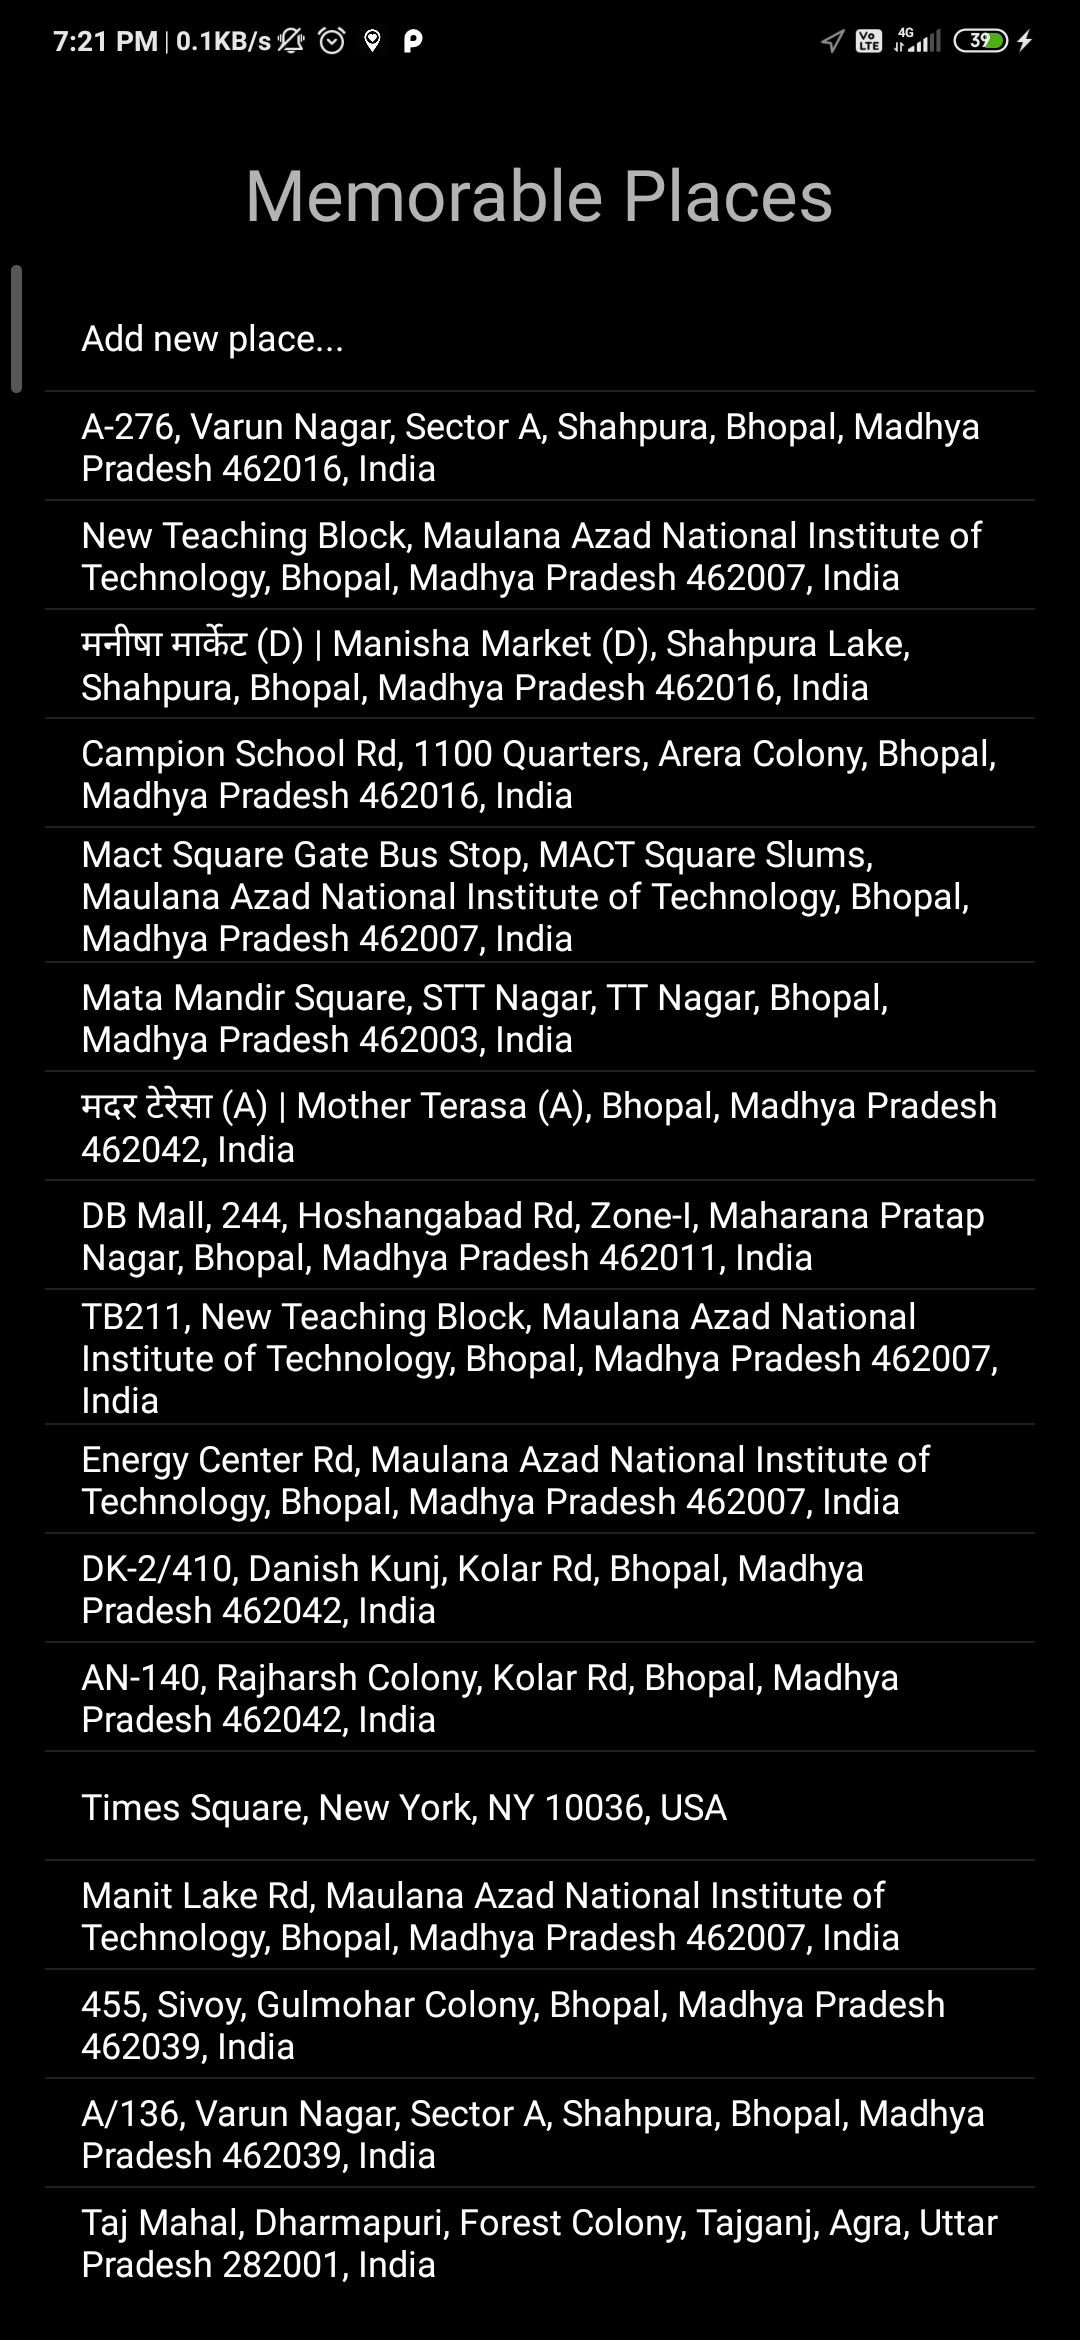 7:21 PM | 0.1KB/s
Vo LTE 4G 39
Memorable Places
Add new place...
A-276, Varun Nagar, Sector A, Shahpura, Bhopal, Madhya
Pradesh 462016, India
New Teaching Block, Maulana Azad National Institute of
Technology, Bhopal, Madhya Pradesh 462007, India
मनीषा मार्केट (D) | Manisha Market (D), Shahpura Lake,
Shahpura, Bhopal, Madhya Pradesh 462016, India
Campion School Rd, 1100 Quarters, Arera Colony, Bhopal,
Madhya Pradesh 462016, India
Mact Square Gate Bus Stop, MACT Square Slums,
Maulana Azad National Institute of Technology, Bhopal,
Madhya Pradesh 462007, India
Mata Mandir Square, STT Nagar, TT Nagar, Bhopal,
Madhya Pradesh 462003, India
मदर टेरेसा (A) | Mother Terasa (A), Bhopal, Madhya Pradesh
462042, India
DB Mall, 244, Hoshangabad Rd, Zone-I, Maharana Pratap
Nagar, Bhopal, Madhya Pradesh 462011, India
TB211, New Teaching Block, Maulana Azad National
Institute of Technology, Bhopal, Madhya Pradesh 462007,
India
Energy Center Rd, Maulana Azad National Institute of
Technology, Bhopal, Madhya Pradesh 462007, India
DK-2/410, Danish Kunj, Kolar Rd, Bhopal, Madhya
Pradesh 462042, India
AN-140, Rajharsh Colony, Kolar Rd, Bhopal, Madhya
Pradesh 462042, India
Times Square, New York, NY 10036, USA
Manit Lake Rd, Maulana Azad National Institute of
Technology, Bhopal, Madhya Pradesh 462007, India
455, Sivoy, Gulmohar Colony, Bhopal, Madhya Pradesh
462039, India
A/136, Varun Nagar, Sector A, Shahpura, Bhopal, Madhya
Pradesh 462039, India
Taj Mahal, Dharmapuri, Forest Colony, Tajganj, Agra, Uttar
Pradesh 282001, India